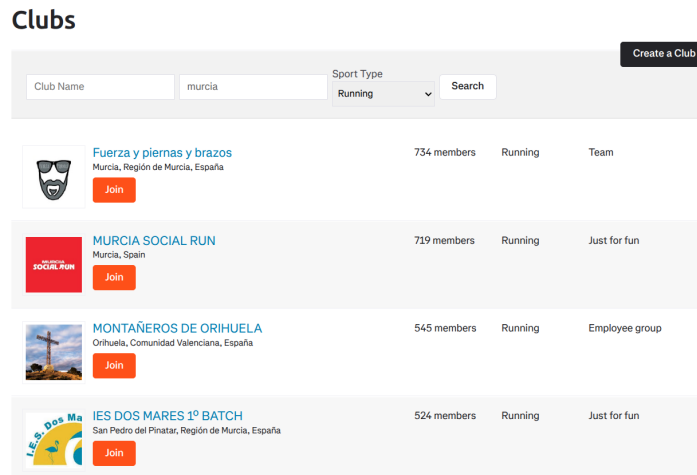 Clubs
Create a Club
Sport Type
Club Name
murcia
Running
Search
Fuerza y piernas y brazos
734 members
Running
Team
Murcia, Región de Murcia, España
Join
MURCIA SOCIAL RUN
719 members
Running
Just for fun
Murcia, Spain
MURCIA
SOCIAL RUN
Join
MONTAÑEROS DE ORIHUELA
545 members
Running
Employee group
Orihuela, Comunidad Valenciana, España
Join
IES DOS MARES 1º BATCH
524 members
Running
Just for fun
San Pedro del Pinatar, Región de Murcia, España
I.E.S. Dos Ma
Join